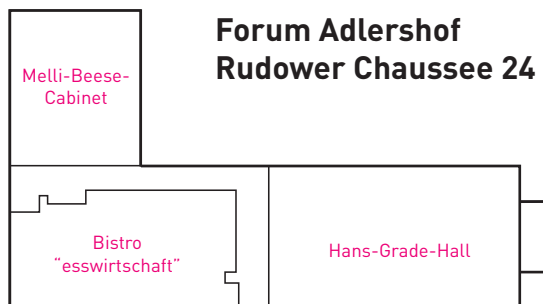 Forum Adlershof
Rudower Chaussee 24
Melli-Beese-
Cabinet
Bistro
“esswirtschaft”
Hans-Grade-Hall